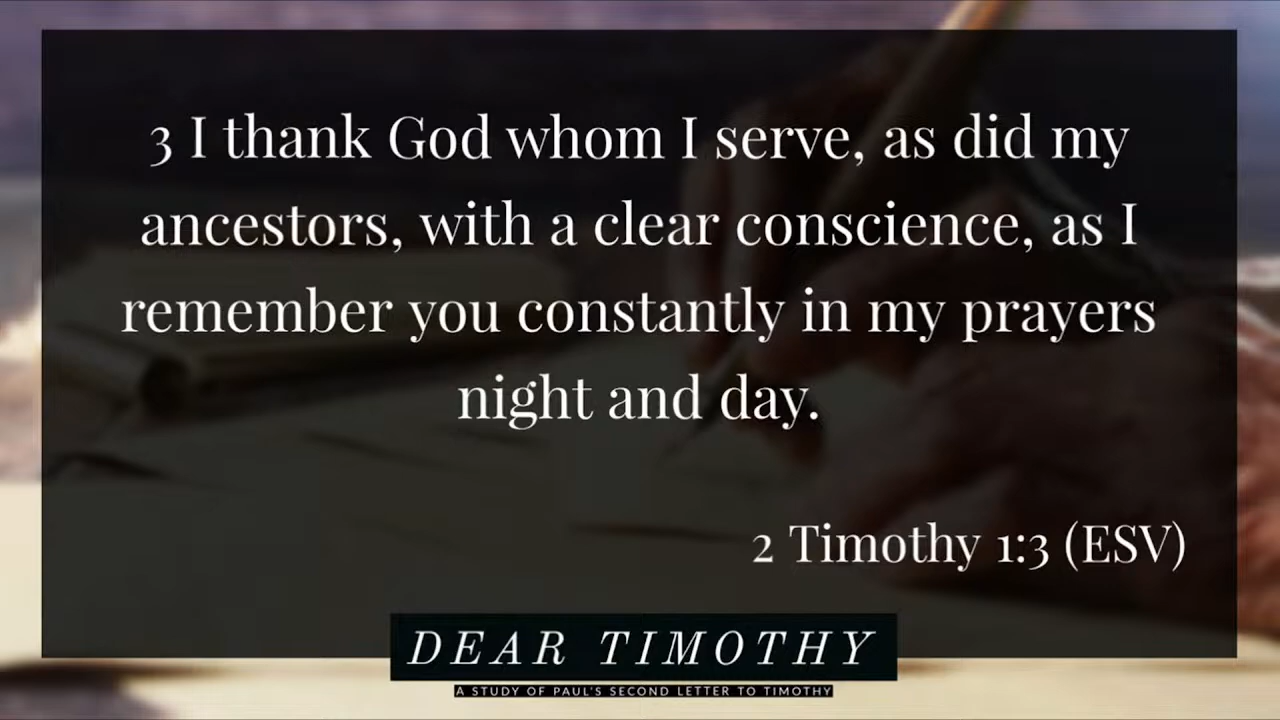 3 I thank God whom I serve, as did my
ancestors, with a clear conscience, as I
remember you constantly in my prayers
night and day.
2 Timothy 1:3 (ESV)
DEAR TIMOTHY
A STUDY OF PAUL'S SECOND LETTER TO TIMOTHY